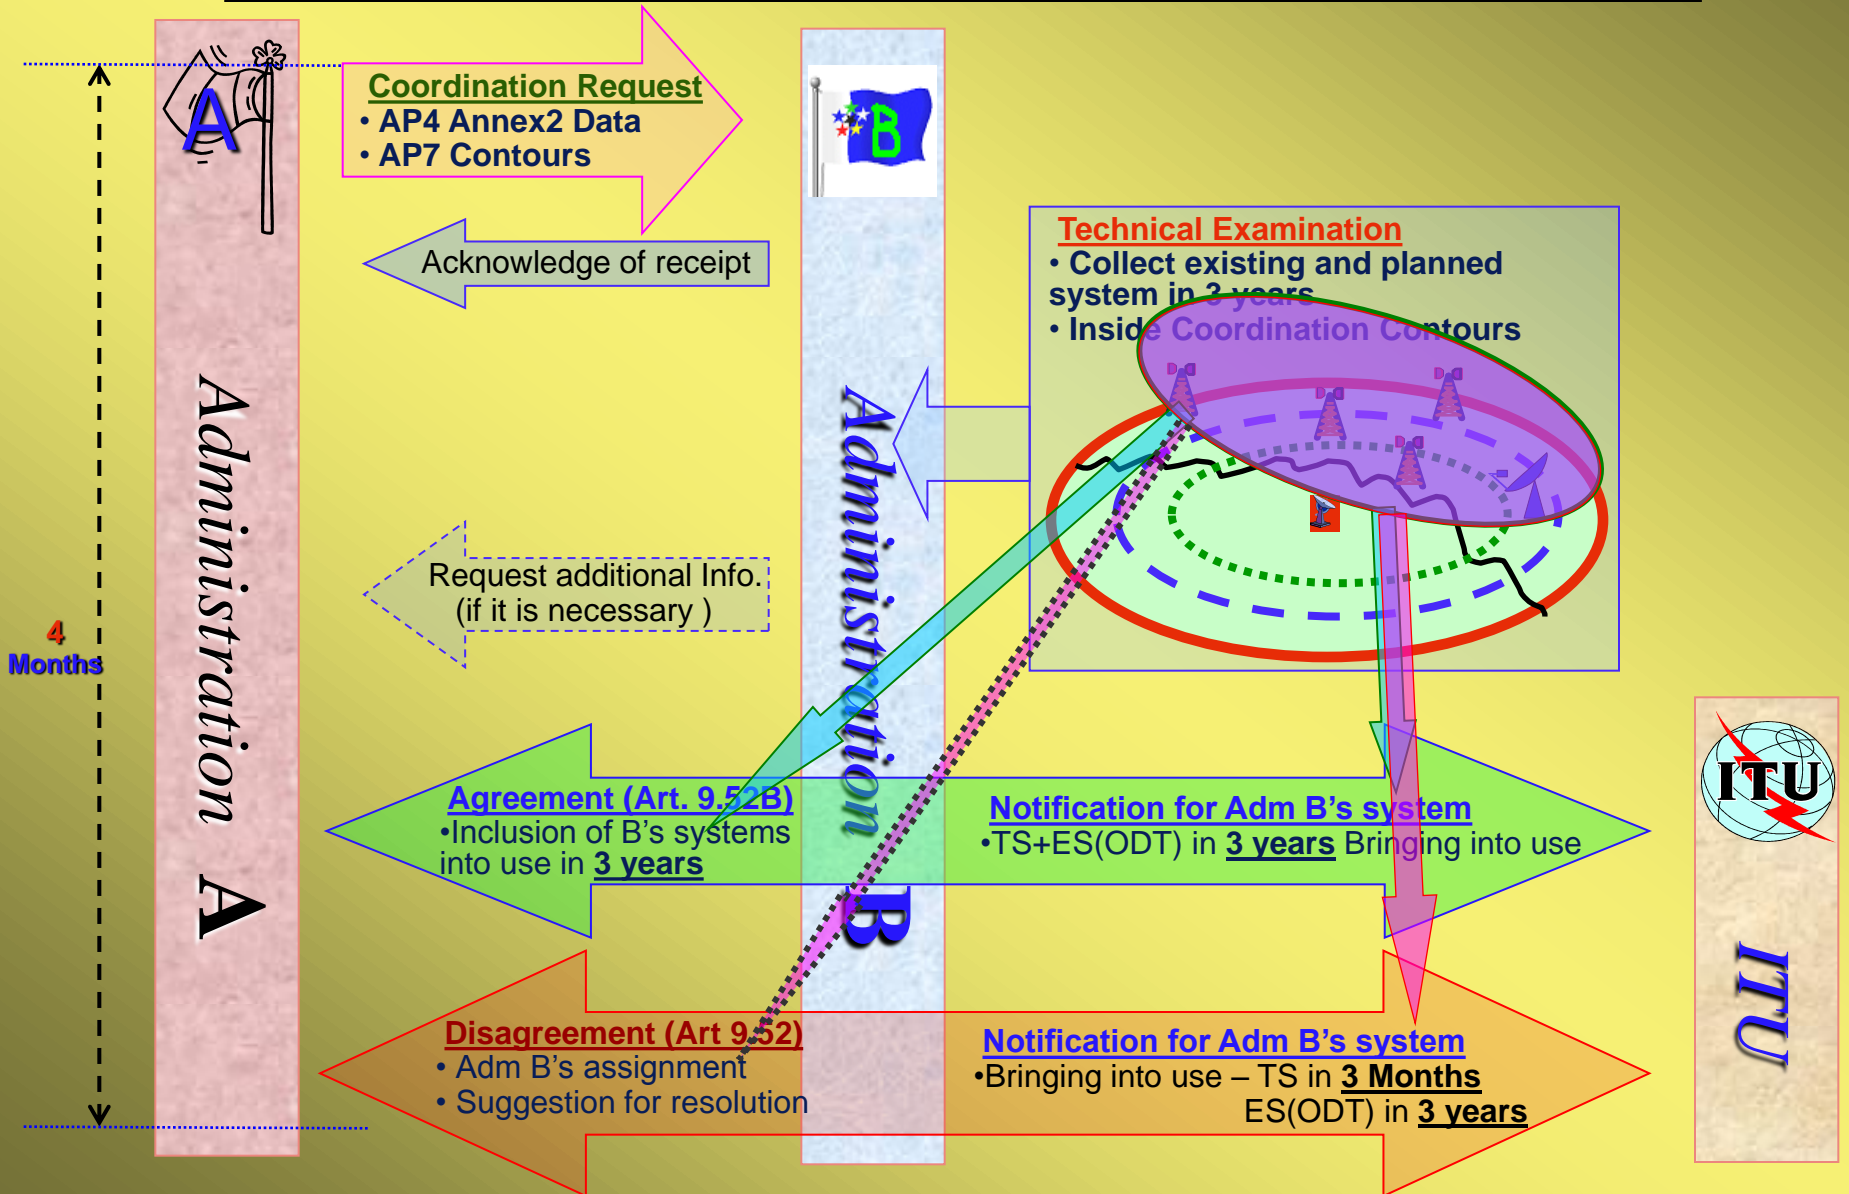 A
Coordination Request
• AP4 Annex2 Data
• AP7 Contours
B
Acknowledge of receipt
Technical Examination
• Collect existing and planned
system in 3 years
• Inside Coordination Contours
Request additional Info.
(if it is necessary )
4
Months
Administration A
Administration B
Agreement (Art. 9.52B)
•Inclusion of B's systems
into use in 3 years
Notification for Adm B's system
•TS+ES(ODT) in 3 years Bringing into use
Disagreement (Art 9.52)
• Adm B's assignment
• Suggestion for resolution
Notification for Adm B's system
•Bringing into use – TS in 3 Months
ES(ODT) in 3 years
ITU
ITU